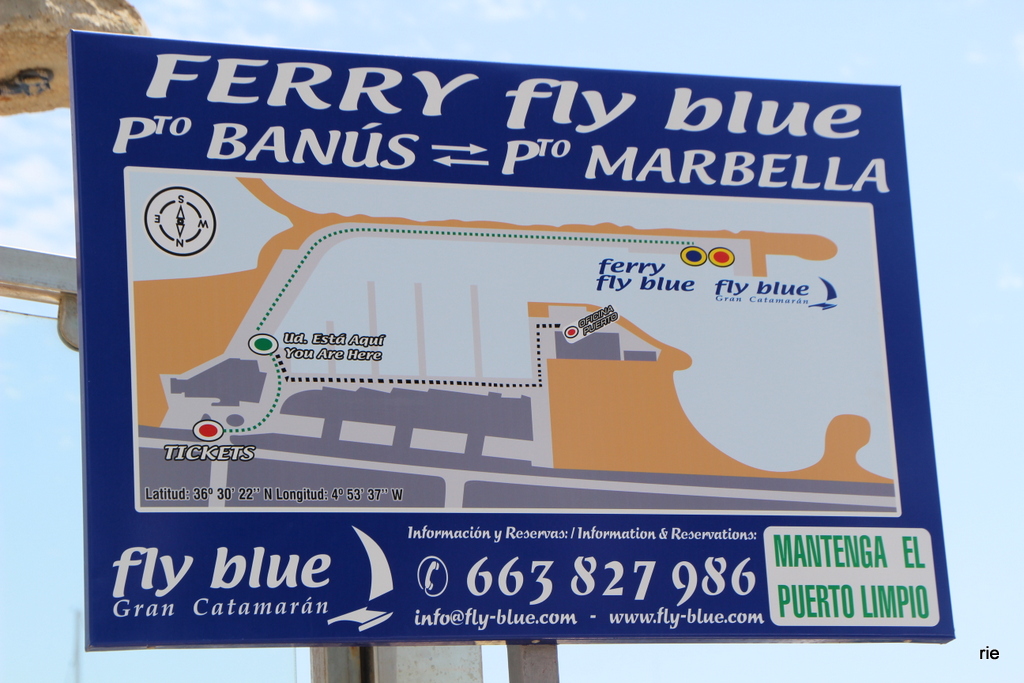 FERRY fly blue
Pᵀᴼ BANÚS ⇄ Pᵀᴼ MARBELLA
S
E W
N
ferry
fly blue
fly blue
Gran Catamarán
OFICINA
PUERTO
Ud. Está Aquí
You Are Here
TICKETS
Latitud: 36º 30' 22'' N Longitud: 4º 53' 37'' W
fly blue
Gran Catamarán
Información y Reservas: / Information & Reservations:
663 827 986
info@fly-blue.com - www.fly-blue.com
MANTENGA EL
PUERTO LIMPIO
rie